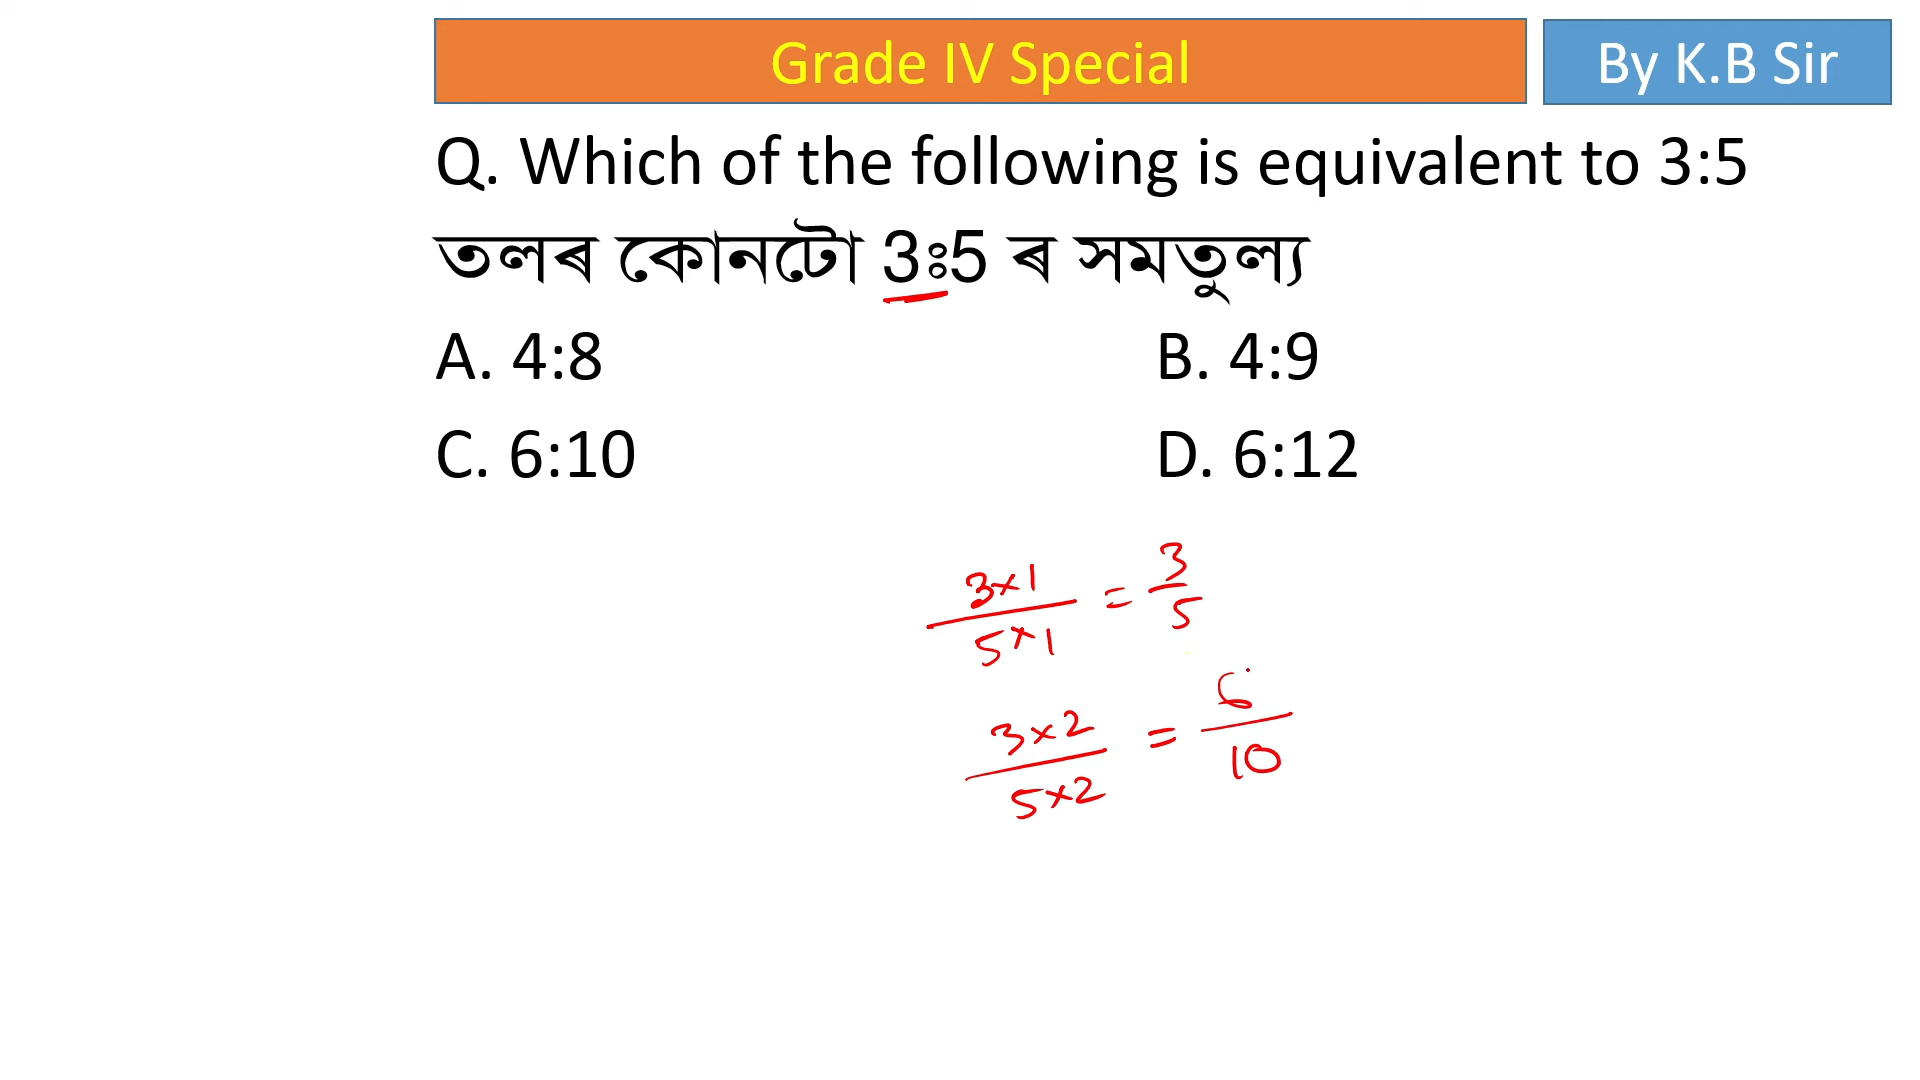 Grade IV Special
By K.B Sir
Q. Which of the following is equivalent to 3:5
তলৰ কোনটো 3ঃ5 ৰ সমতুল্য
A. 4:8 B. 4:9
C. 6:10 D. 6:12
3×1/5×1 = 3/5
3×2/5×2 = 6/10